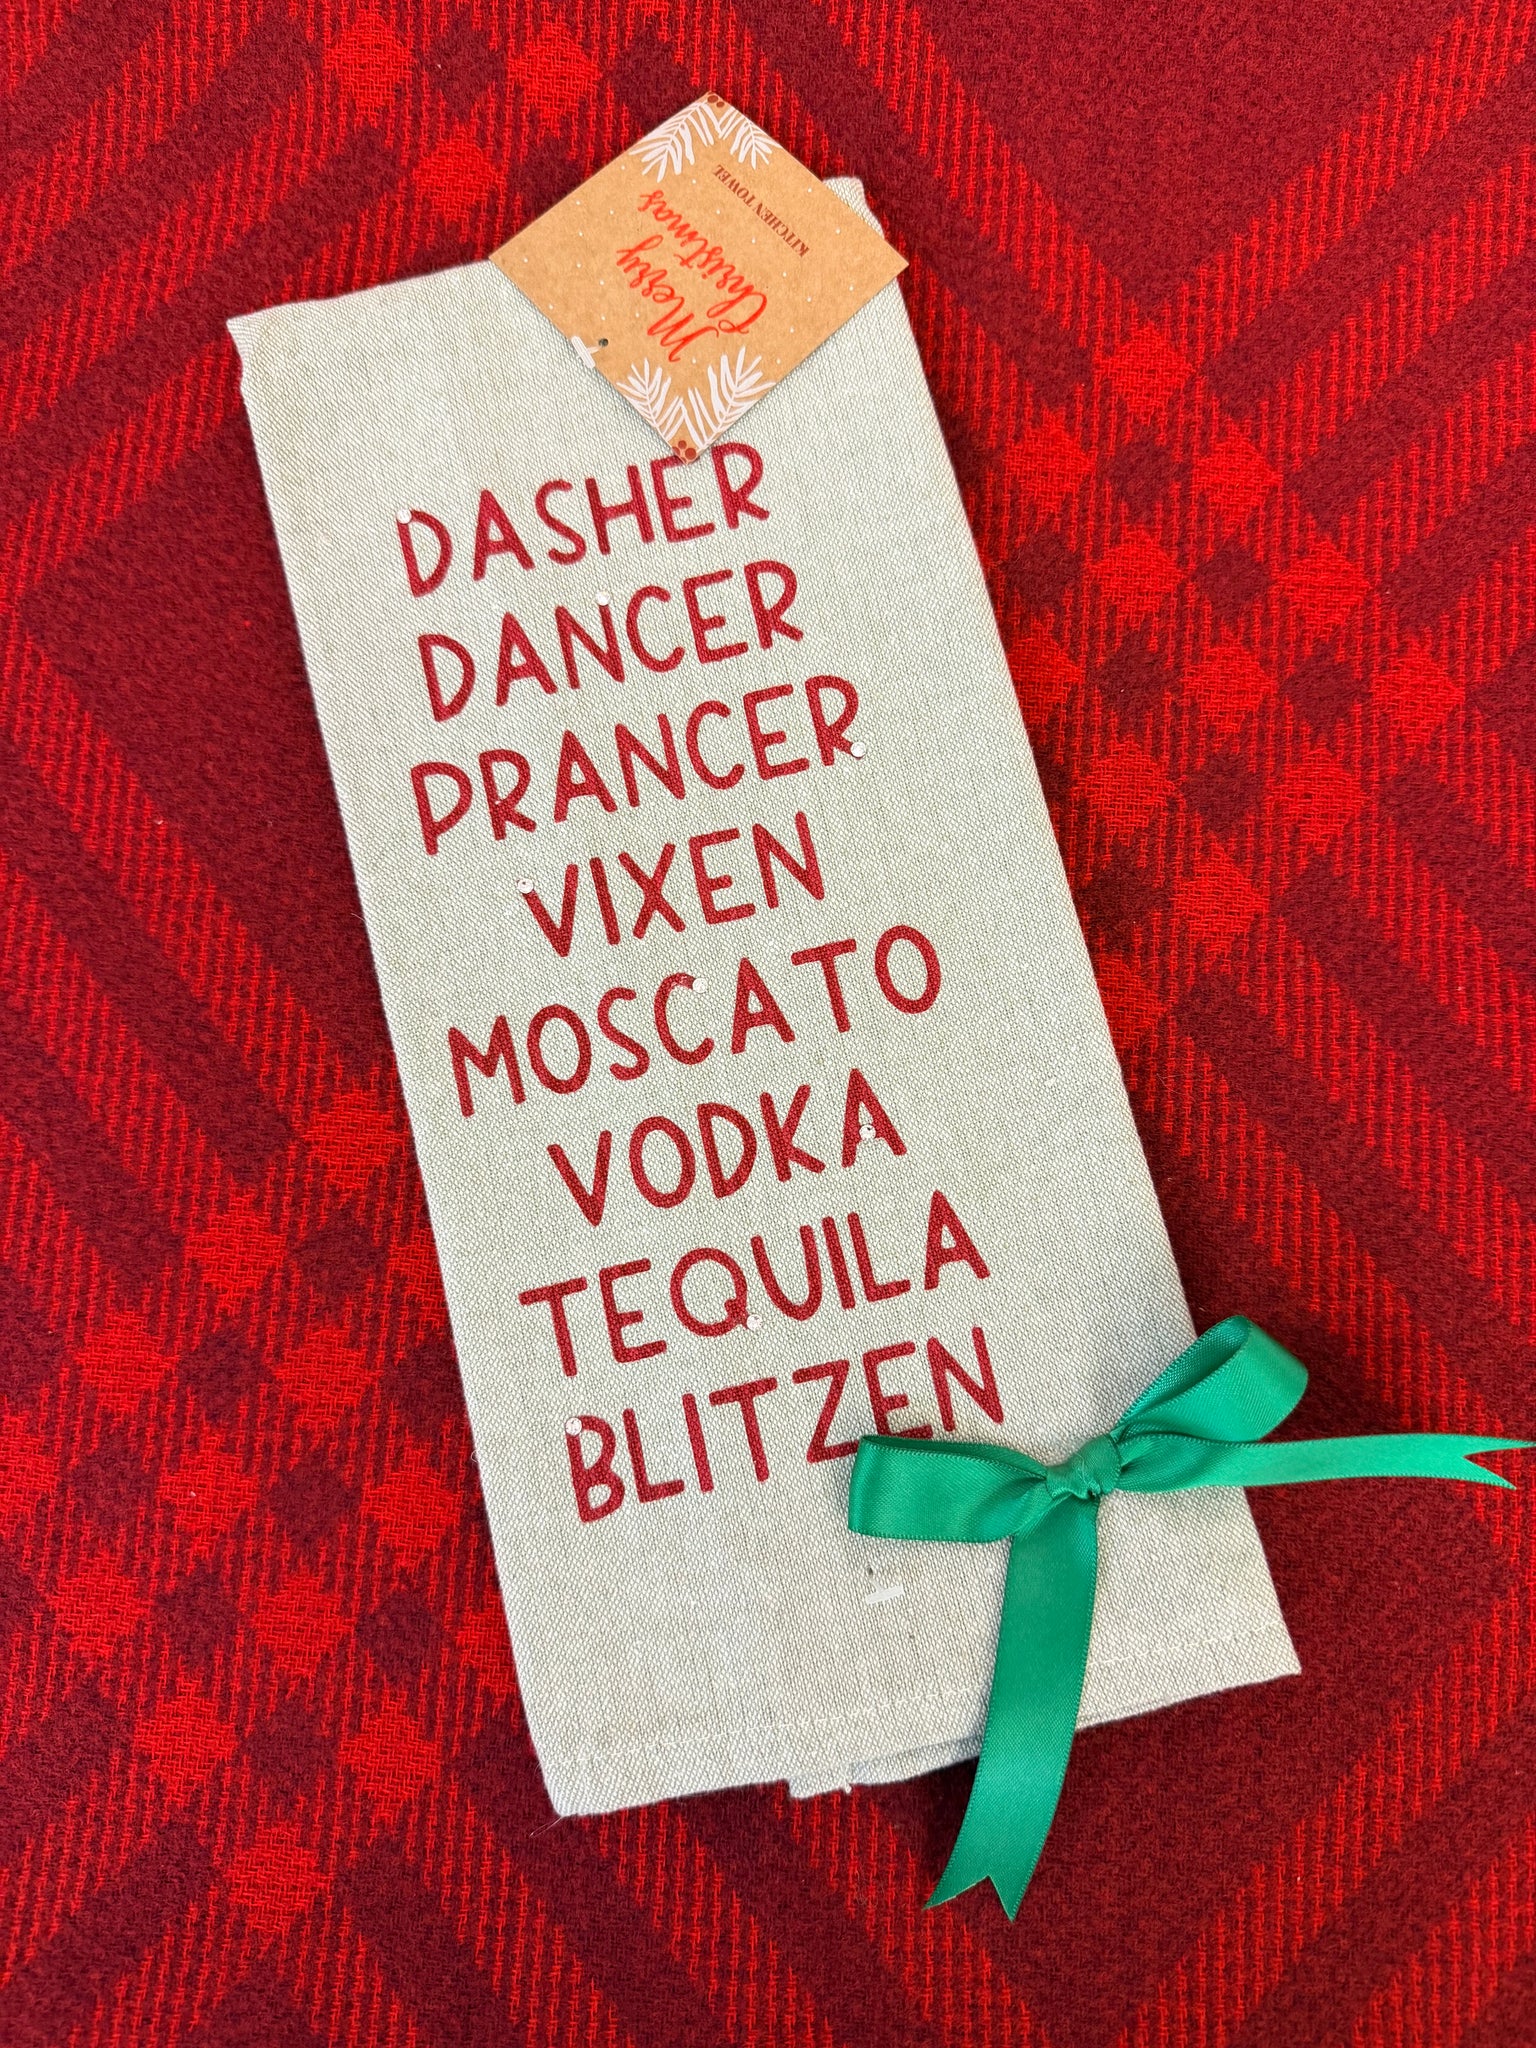 Merry
Christmas
KITCHEN TOWEL
DASHER
DANCER
PRANCER
VIXEN
MOSCATO
VODKA
TEQUILA
BLITZEN